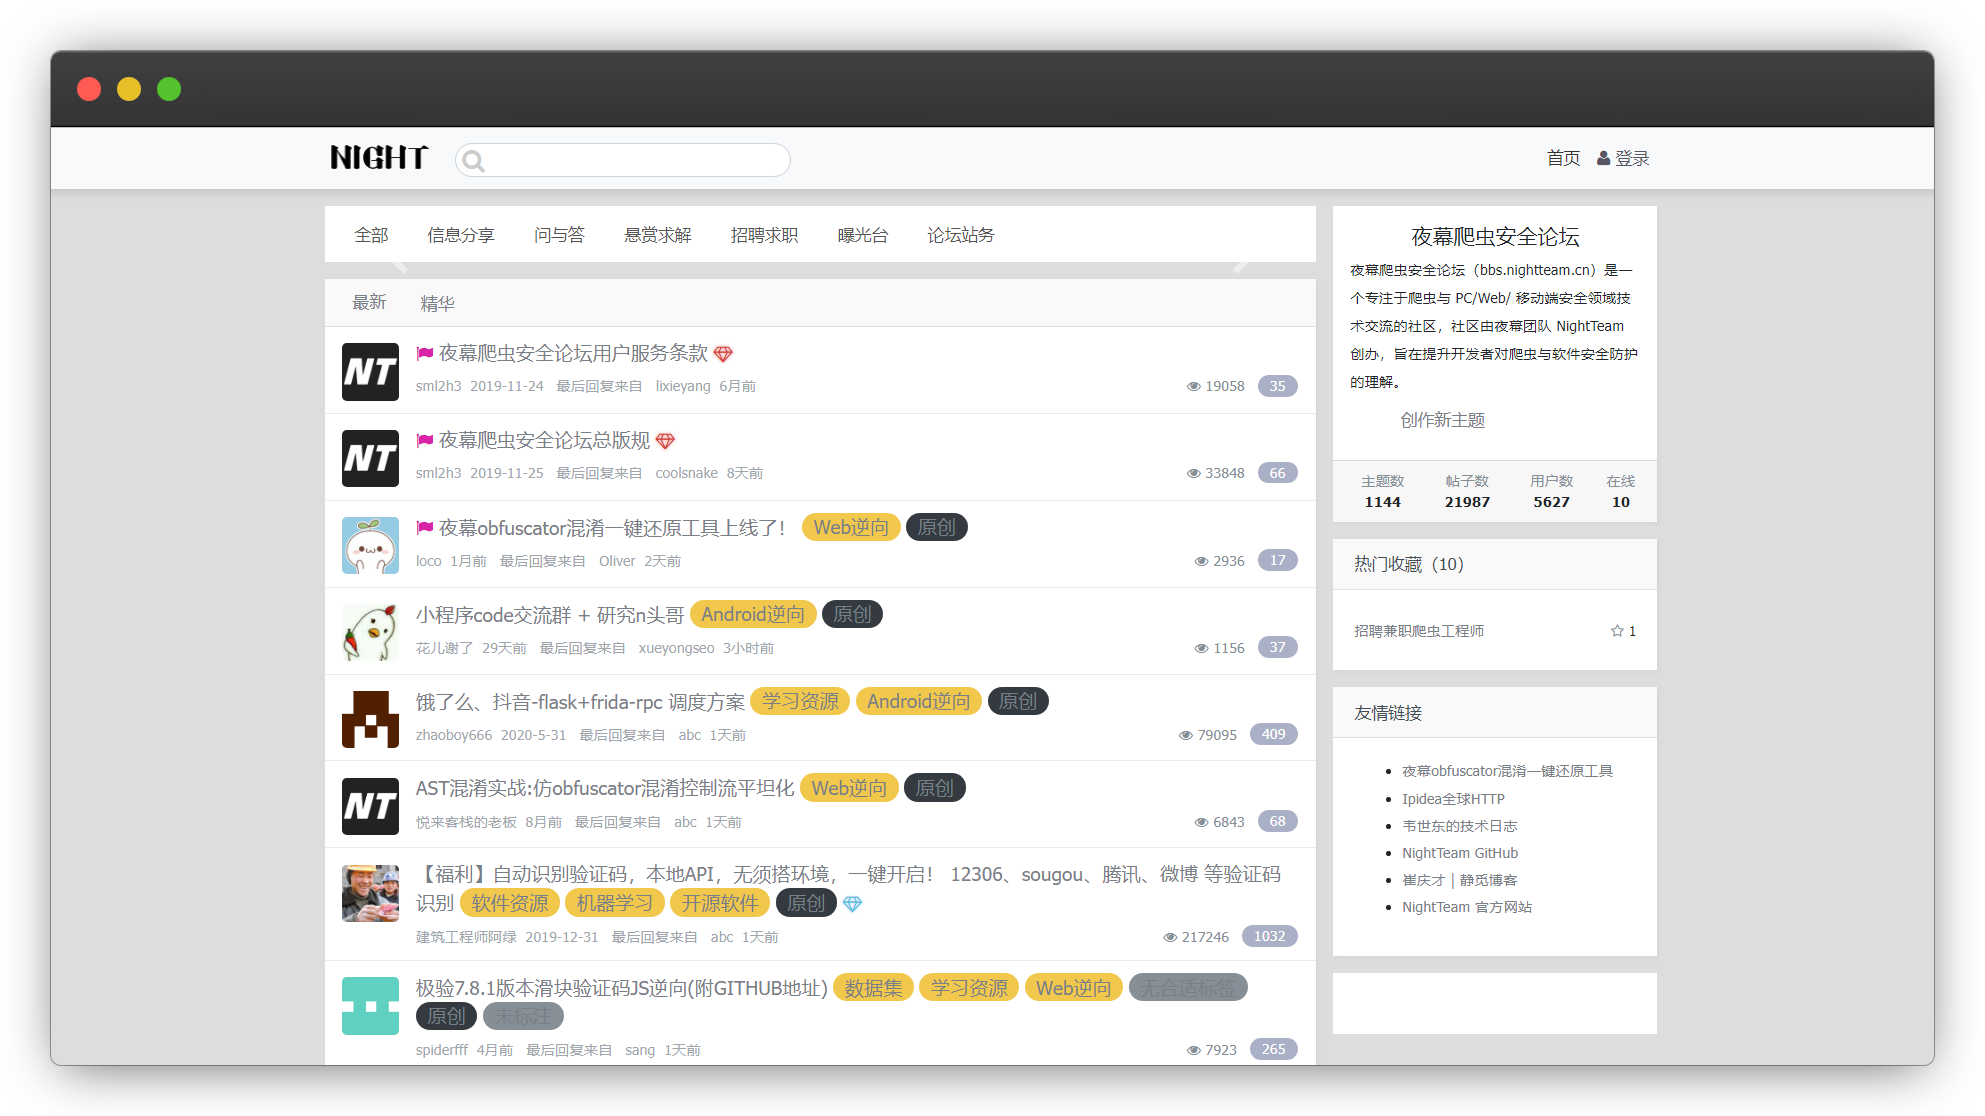 NIGHT
首页 登录
全部 信息分享 问与答 悬赏求解 招聘求职 曝光台 论坛站务
最新 精华
NT
夜幕爬虫安全论坛用户服务条款
sml2h3 2019-11-24 最后回复来自 lixieyang 6月前 19058 35
NT
夜幕爬虫安全论坛总版规
sml2h3 2019-11-25 最后回复来自 coolsnake 8天前 33848 66
夜幕obfuscator混淆一键还原工具上线了! Web逆向 原创
loco 1月前 最后回复来自 Oliver 2天前 2936 17
小程序code交流群 + 研究n头哥 Android逆向 原创
花儿谢了 29天前 最后回复来自 xueyongseo 3小时前 1156 37
饿了么、抖音-flask+frida-rpc 调度方案 学习资源 Android逆向 原创
zhaoboy666 2020-5-31 最后回复来自 abc 1天前 79095 409
NT
AST混淆实战:仿obfuscator混淆控制流平坦化 Web逆向 原创
悦来客栈的老板 8月前 最后回复来自 abc 1天前 6843 68
【福利】自动识别验证码，本地API，无须搭环境，一键开启！ 12306、sougou、腾讯、微博 等验证码
识别 软件资源 机器学习 开源软件 原创
建筑工程师阿绿 2019-12-31 最后回复来自 abc 1天前 217246 1032
极验7.8.1版本滑块验证码JS逆向(附GITHUB地址) 数据集 学习资源 Web逆向 无合适标签
原创 未标注
spiderfff 4月前 最后回复来自 sang 1天前 7923 265
夜幕爬虫安全论坛
夜幕爬虫安全论坛（bbs.nightteam.cn）是一
个专注于爬虫与 PC/Web/ 移动端安全领域技
术交流的社区，社区由夜幕团队 NightTeam
创办，旨在提升开发者对爬虫与软件安全防护
的理解。
创作新主题
主题数 帖子数 用户数 在线
1144 21987 5627 10
热门收藏（10）
招聘兼职爬虫工程师 1
友情链接
夜幕obfuscator混淆一键还原工具
Ipidea全球HTTP
韦世东的技术日志
NightTeam GitHub
崔庆才 | 静觅博客
NightTeam 官方网站